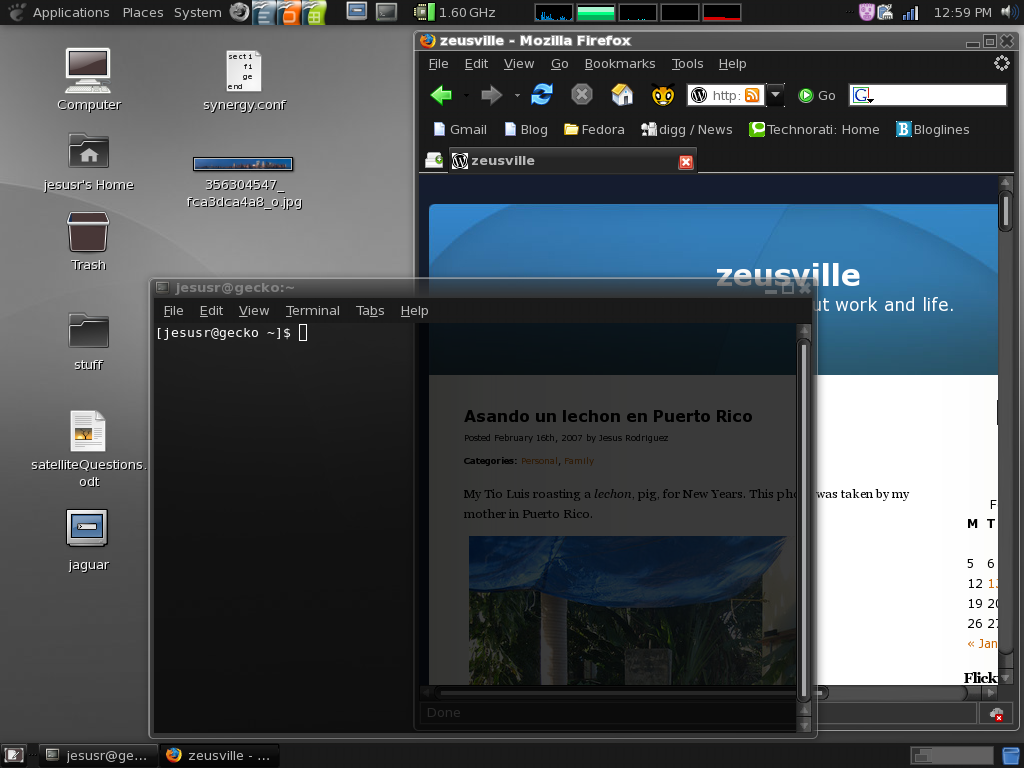 Applications Places System 1.60 GHz 12:59 PM
Computer
secti
fi
ge
end
synergy.conf
jesusr's Home
356304547_
fca3dca4a8_o.jpg
Trash
stuff
satelliteQuestions.
odt
jaguar
zeusville - Mozilla Firefox
File Edit View Go Bookmarks Tools Help
http: Go G
Gmail Blog Fedora digg / News Technorati: Home Bloglines
zeusville
zeusville
ut work and life.
jesusr@gecko:~
File Edit View Terminal Tabs Help
[jesusr@gecko ~]$
Asando un lechon en Puerto Rico
Posted February 16th, 2007 by Jesus Rodriguez
Categories: Personal, Family
My Tio Luis roasting a lechon, pig, for New Years. This photo was taken by my
mother in Puerto Rico.
F
M T
5 6
12 13
19 20
26 27
« Jan
Flick
Done
jesusr@ge... zeusville - ...